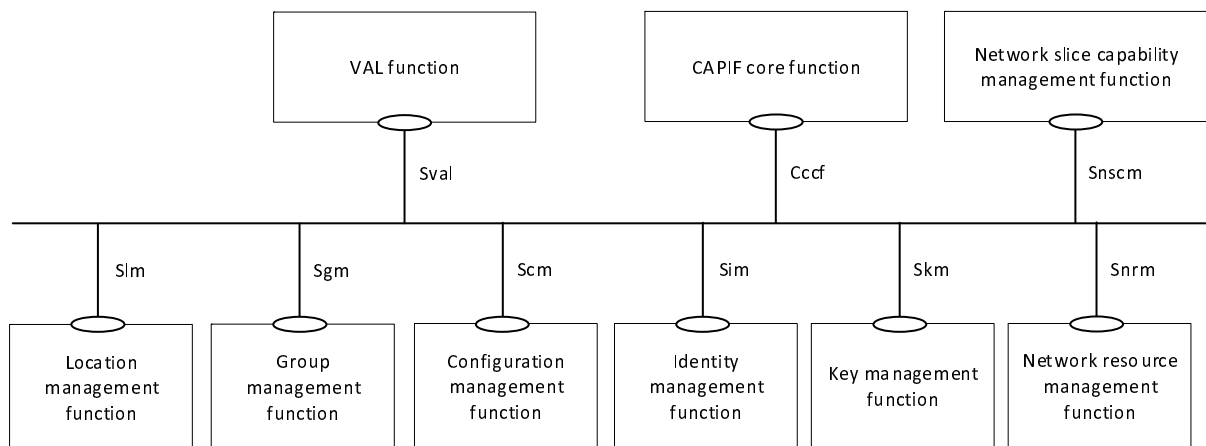 VAL function
CAPIF core function
Network slice capability
management function
Sval
Cccf
Snscm
Slm
Sgm
Scm
Sim
Skm
Snrm
Location
management
function
Group
management
function
Configuration
management
function
Identity
management
function
Key management
function
Network resource
management
function